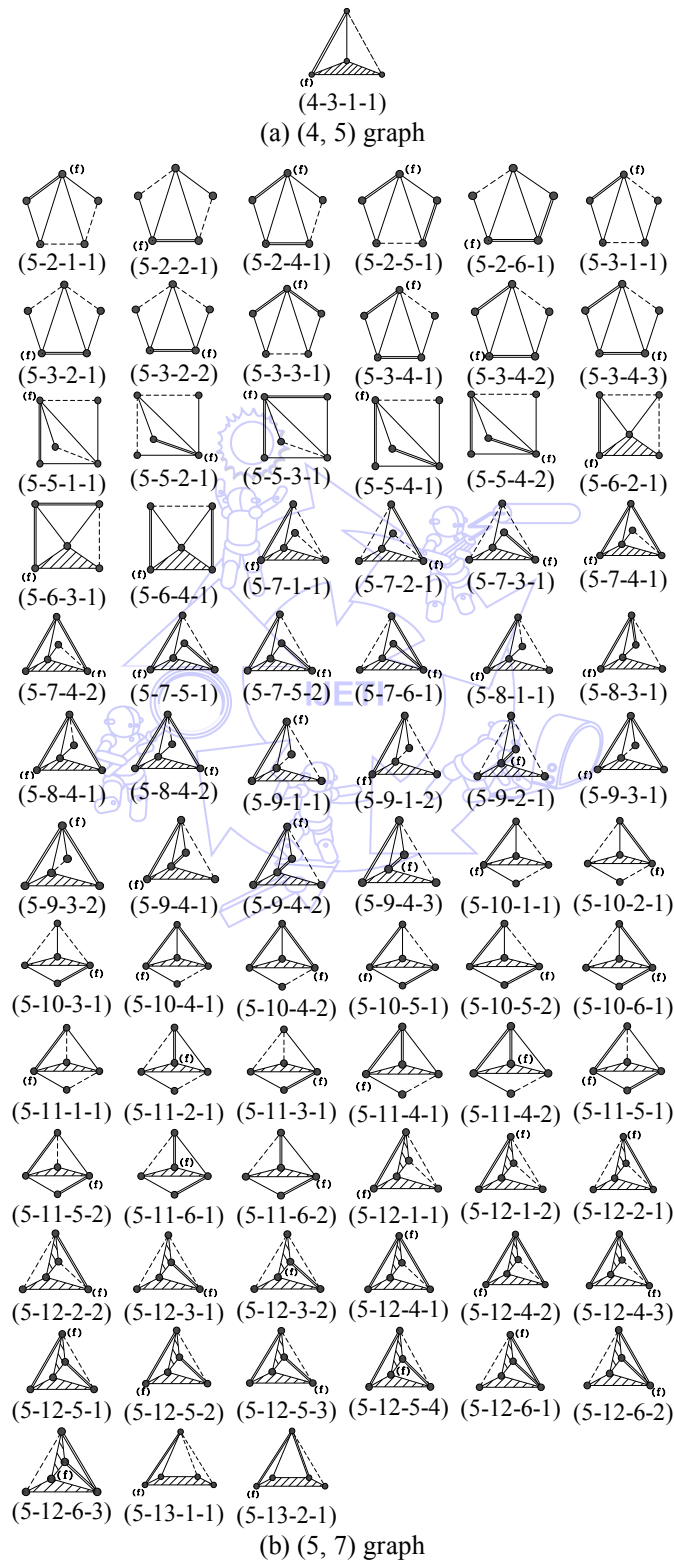 (f)
(4-3-1-1)
(a) (4, 5) graph
(f) (f) (f) (f) (f) (f)
(5-2-1-1) (5-2-2-1) (5-2-4-1) (5-2-5-1) (5-2-6-1) (5-3-1-1)
(f) (f) (f) (f) (f) (f)
(5-3-2-1) (5-3-2-2) (5-3-3-1) (5-3-4-1) (5-3-4-2) (5-3-4-3)
(f) (f) (f) (f) (f) (f)
(5-5-1-1) (5-5-2-1) (5-5-3-1) (5-5-4-1) (5-5-4-2) (5-6-2-1)
(f) (f) (f) (f) (f) (f)
(5-6-3-1) (5-6-4-1) (5-7-1-1) (5-7-2-1) (5-7-3-1) (5-7-4-1)
(f) (f) (f) (f) (f) (f)
(5-7-4-2) (5-7-5-1) (5-7-5-2) (5-7-6-1) (5-8-1-1) (5-8-3-1)
IJETI
(f) (f) (f) (f) (f) (f)
(5-8-4-1) (5-8-4-2) (5-9-1-1) (5-9-1-2) (5-9-2-1) (5-9-3-1)
(f) (f) (f) (f) (f) (f)
(5-9-3-2) (5-9-4-1) (5-9-4-2) (5-9-4-3) (5-10-1-1) (5-10-2-1)
(f) (f) (f) (f) (f) (f)
(5-10-3-1) (5-10-4-1) (5-10-4-2) (5-10-5-1) (5-10-5-2) (5-10-6-1)
(f) (f) (f) (f) (f) (f)
(5-11-1-1) (5-11-2-1) (5-11-3-1) (5-11-4-1) (5-11-4-2) (5-11-5-1)
(f) (f) (f) (f) (f) (f)
(5-11-5-2) (5-11-6-1) (5-11-6-2) (5-12-1-1) (5-12-1-2) (5-12-2-1)
(f) (f) (f) (f) (f) (f)
(5-12-2-2) (5-12-3-1) (5-12-3-2) (5-12-4-1) (5-12-4-2) (5-12-4-3)
(f) (f) (f) (f) (f) (f)
(5-12-5-1) (5-12-5-2) (5-12-5-3) (5-12-5-4) (5-12-6-1) (5-12-6-2)
(f) (f) (f)
(5-12-6-3) (5-13-1-1) (5-13-2-1)
(b) (5, 7) graph